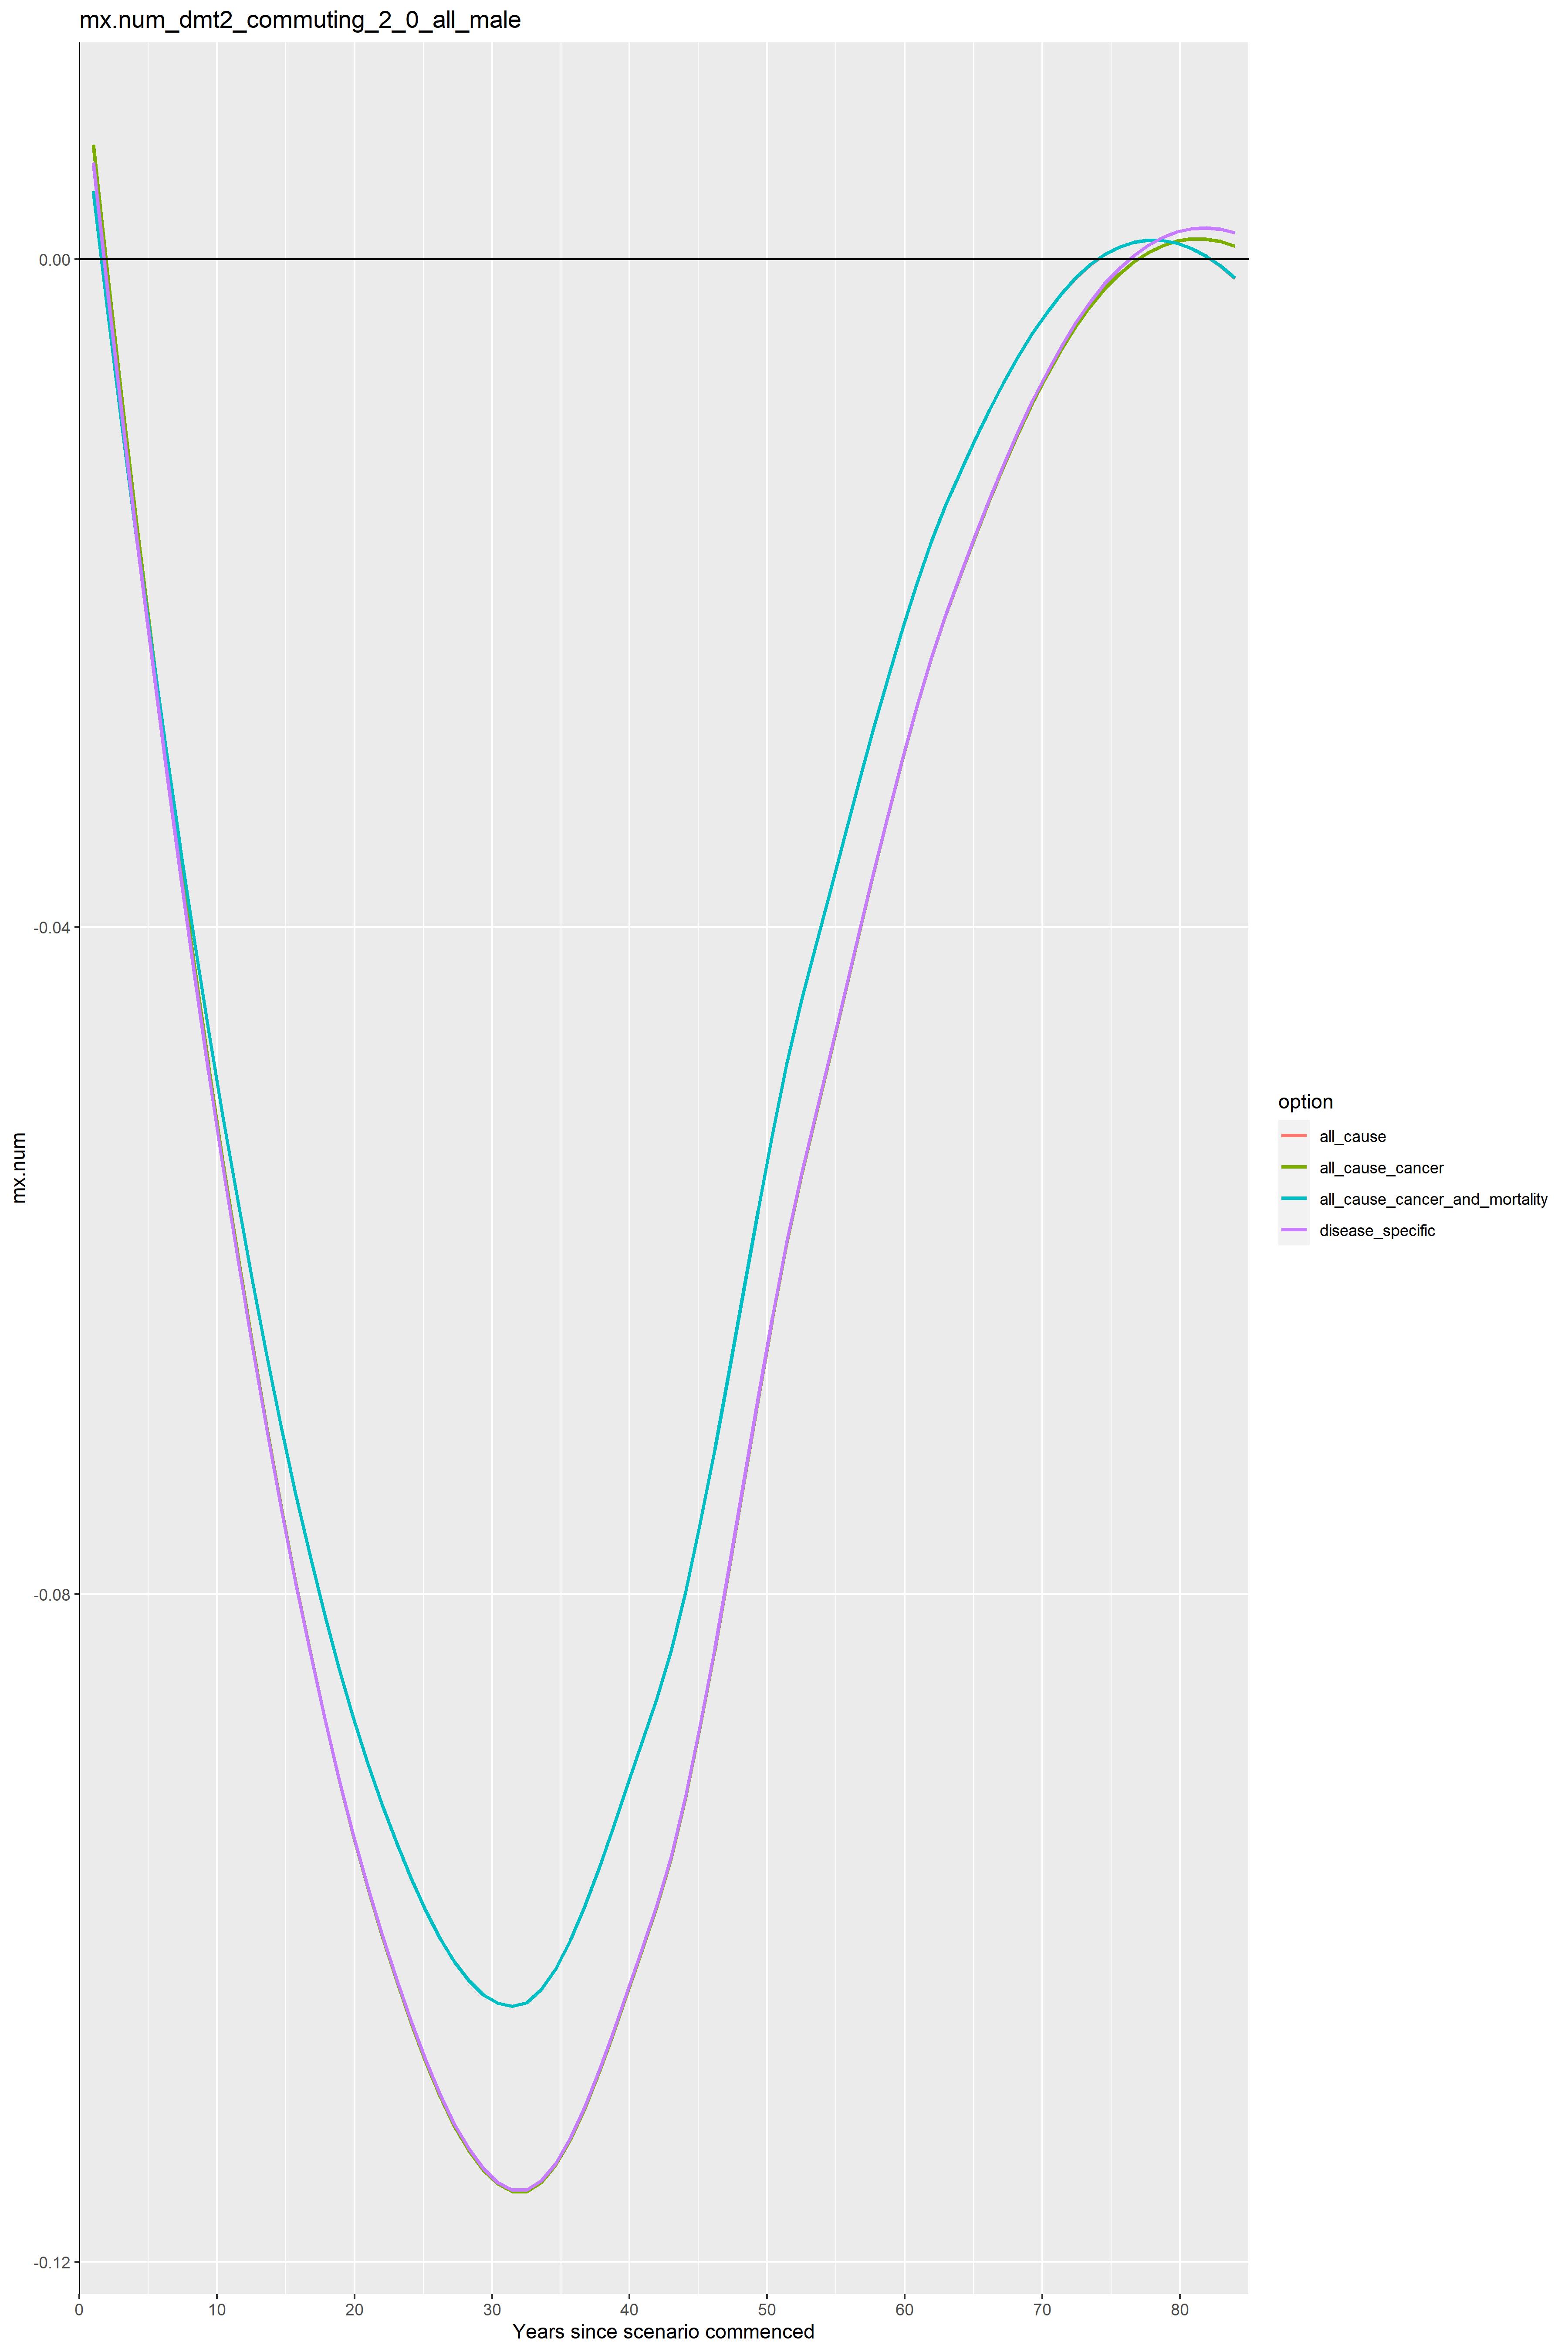 mx.num_dmt2_commuting_2_0_all_male
0.00
-0.04
-0.08
-0.12
mx.num
0 10 20 30 40 50 60 70 80
Years since scenario commenced
option
all_cause
all_cause_cancer
all_cause_cancer_and_mortality
disease_specific